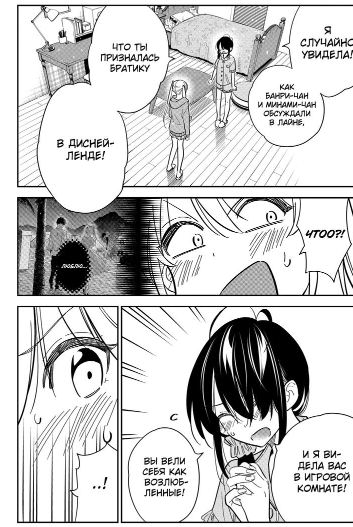 Я
СЛУЧАЙНО
УВИДЕЛА!
КАК
БАНРИ-ЧАН
И МИНАМИ-ЧАН
ОБСУЖДАЛИ
В ЛАЙНЕ,
ЧТО ТЫ
ПРИЗНАЛАСЬ
БРАТИКУ
В ДИСНЕЙ-
ЛЕНДЕ!
ЧТОО?!
ЛЮБЛЮ...
И Я ВИ-
ДЕЛА ВАС
В ИГРОВОЙ
КОМНАТЕ!
ВЫ ВЕЛИ
СЕБЯ КАК
ВОЗЛЮБ-
ЛЕННЫЕ!
..!